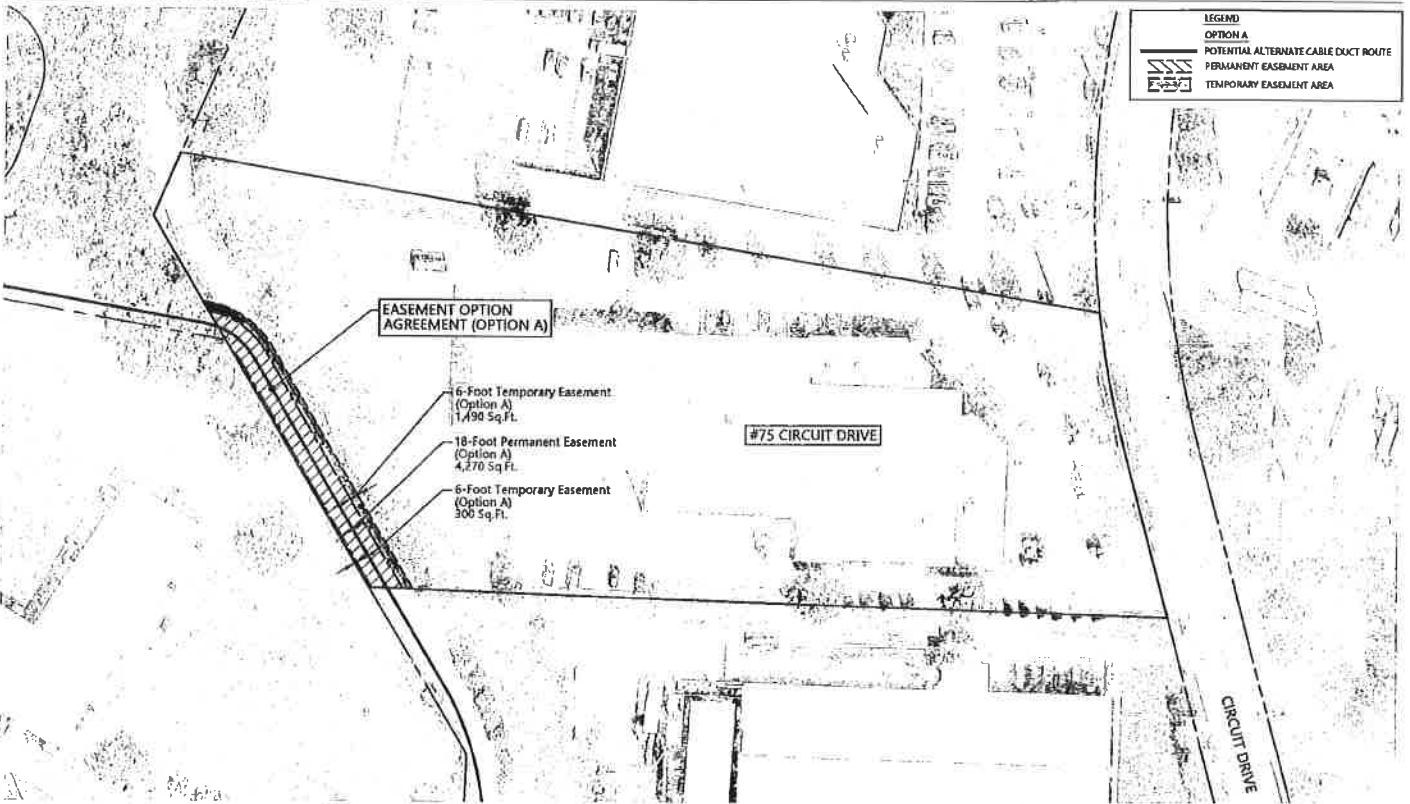 LEGEND
OPTION A
POTENTIAL ALTERNATE CABLE DUCT ROUTE
PERMANENT EASEMENT AREA
TEMPORARY EASEMENT AREA
EASEMENT OPTION
AGREEMENT (OPTION A)
6-Foot Temporary Easement
(Option A)
1,490 Sq.Ft.
18-Foot Permanent Easement
(Option A)
4,270 Sq.Ft.
6-Foot Temporary Easement
(Option A)
300 Sq.Ft.
#75 CIRCUIT DRIVE
CIRCUIT DRIVE